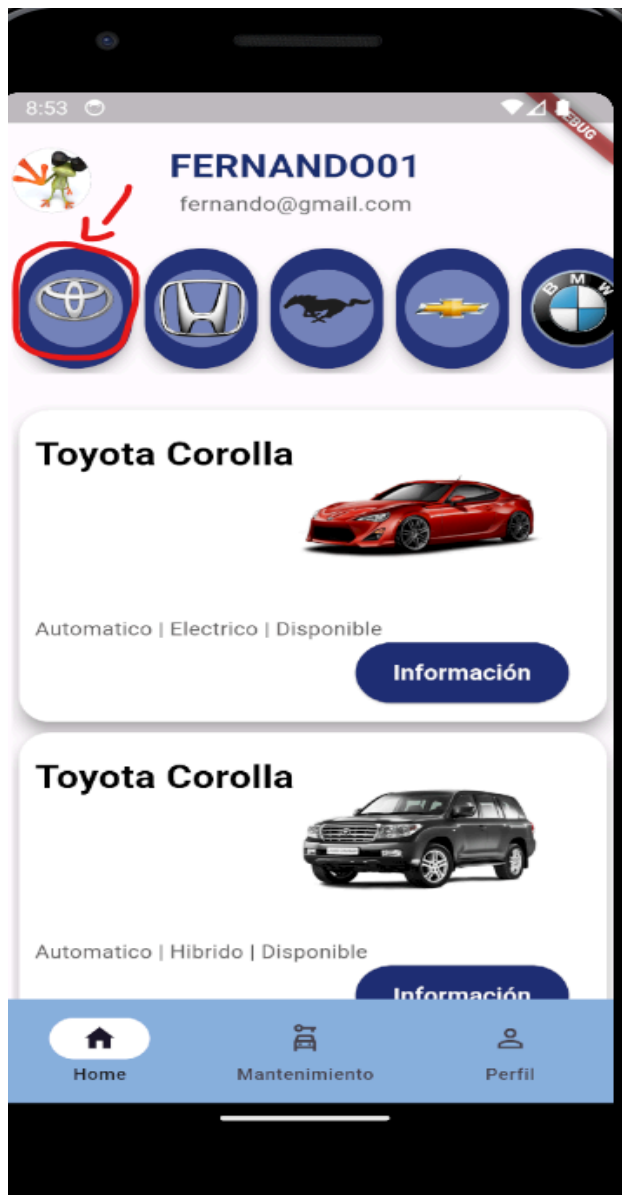 8:53
DEBUG
FERNANDO01
fernando@gmail.com
BMW
Toyota Corolla
Automatico | Electrico | Disponible
Información
Toyota Corolla
Automatico | Hibrido | Disponible
Información
Home Mantenimiento Perfil